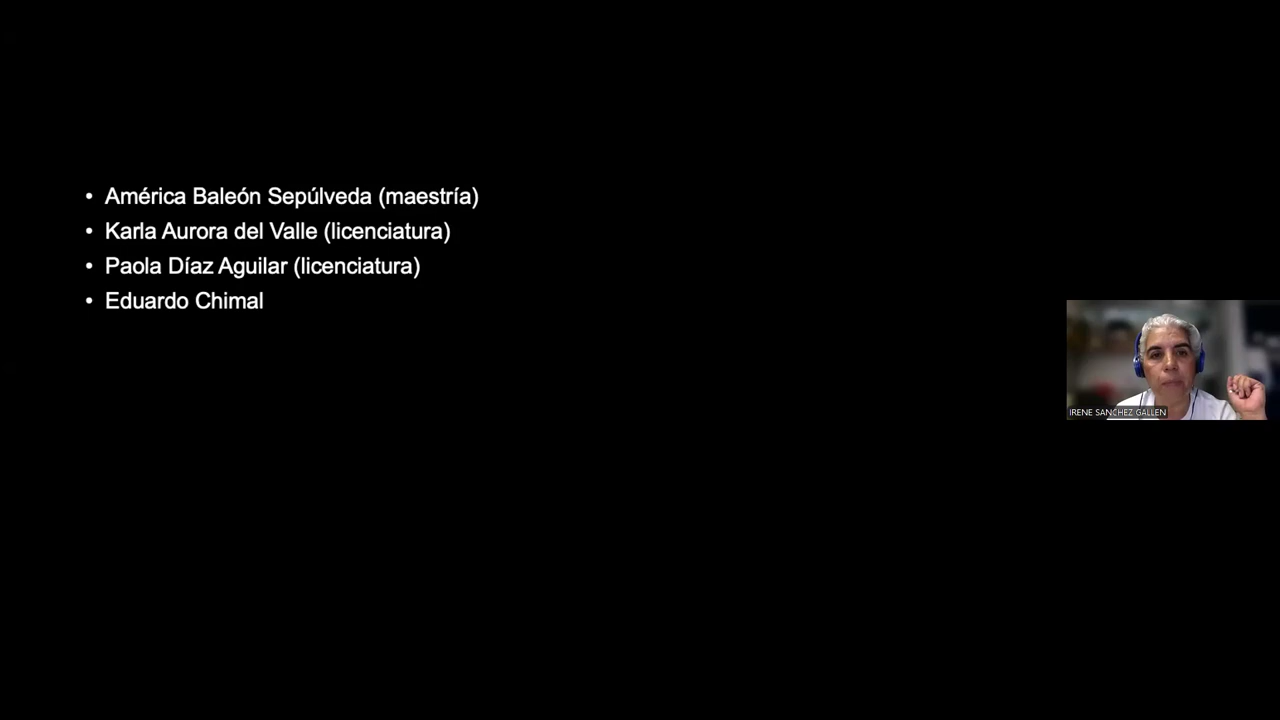 • América Baleón Sepúlveda (maestría)
• Karla Aurora del Valle (licenciatura)
• Paola Díaz Aguilar (licenciatura)
• Eduardo Chimal
IRENE SANCHEZ GALLEN